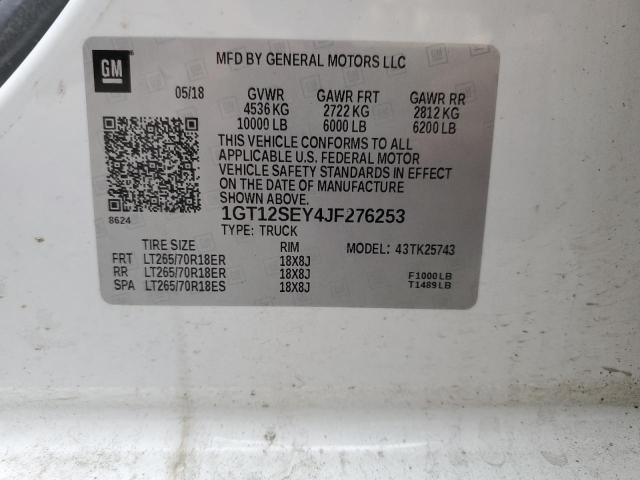 GM
MFD BY GENERAL MOTORS LLC
05/18 GVWR GAWR FRT GAWR RR
4536 KG 2722 KG 2812 KG
10000 LB 6000 LB 6200 LB
THIS VEHICLE CONFORMS TO ALL
APPLICABLE U.S. FEDERAL MOTOR
VEHICLE SAFETY STANDARDS IN EFFECT
ON THE DATE OF MANUFACTURE
SHOWN ABOVE.
8624 1GT12SEY4JF276253
TYPE: TRUCK
TIRE SIZE RIM MODEL: 43TK25743
FRT LT265/70R18ER 18X8J
RR LT265/70R18ER 18X8J F1000LB
SPA LT265/70R18ES 18X8J T1489LB